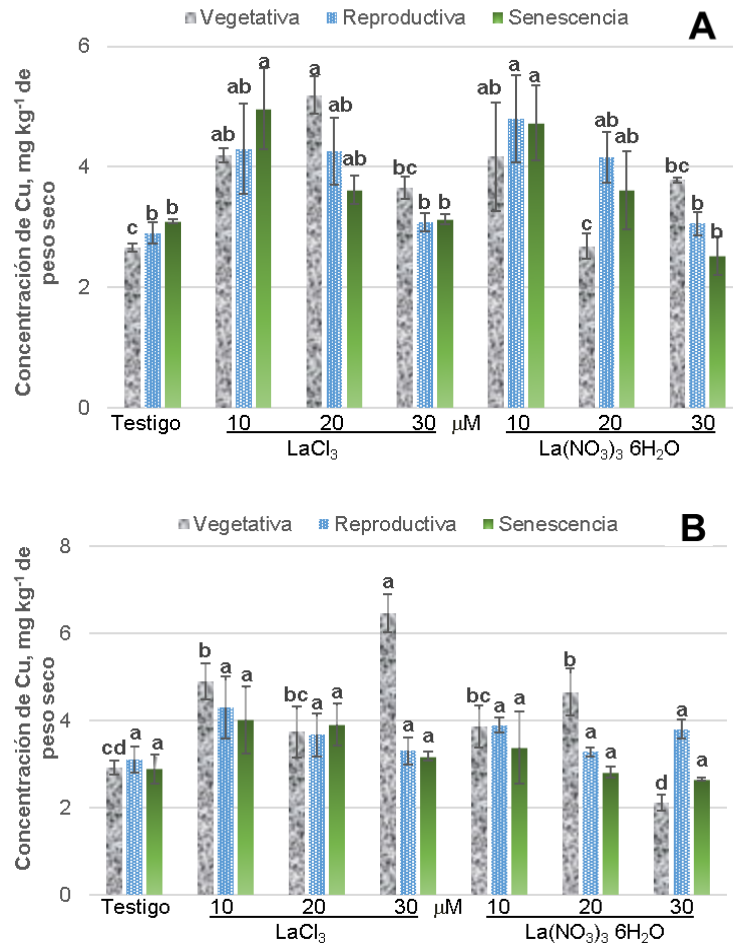 Vegetativa Reproductiva Senescencia
A
Concentración de Cu, mg kg⁻¹ de
peso seco
6
4
2
0
c b b
ab ab a
a ab ab
bc b b
ab a a
c ab ab
bc b b
Testigo 10 20 30 µM 10 20 30
LaCl₃ La(NO₃)₃ 6H₂O
Vegetativa Reproductiva Senescencia
B
Concentración de Cu, mg kg⁻¹ de
peso seco
8
6
4
2
0
cd a a
b a a
bc a a
a a a
bc a a
b a a
d a a
Testigo 10 20 30 µM 10 20 30
LaCl₃ La(NO₃)₃ 6H₂O